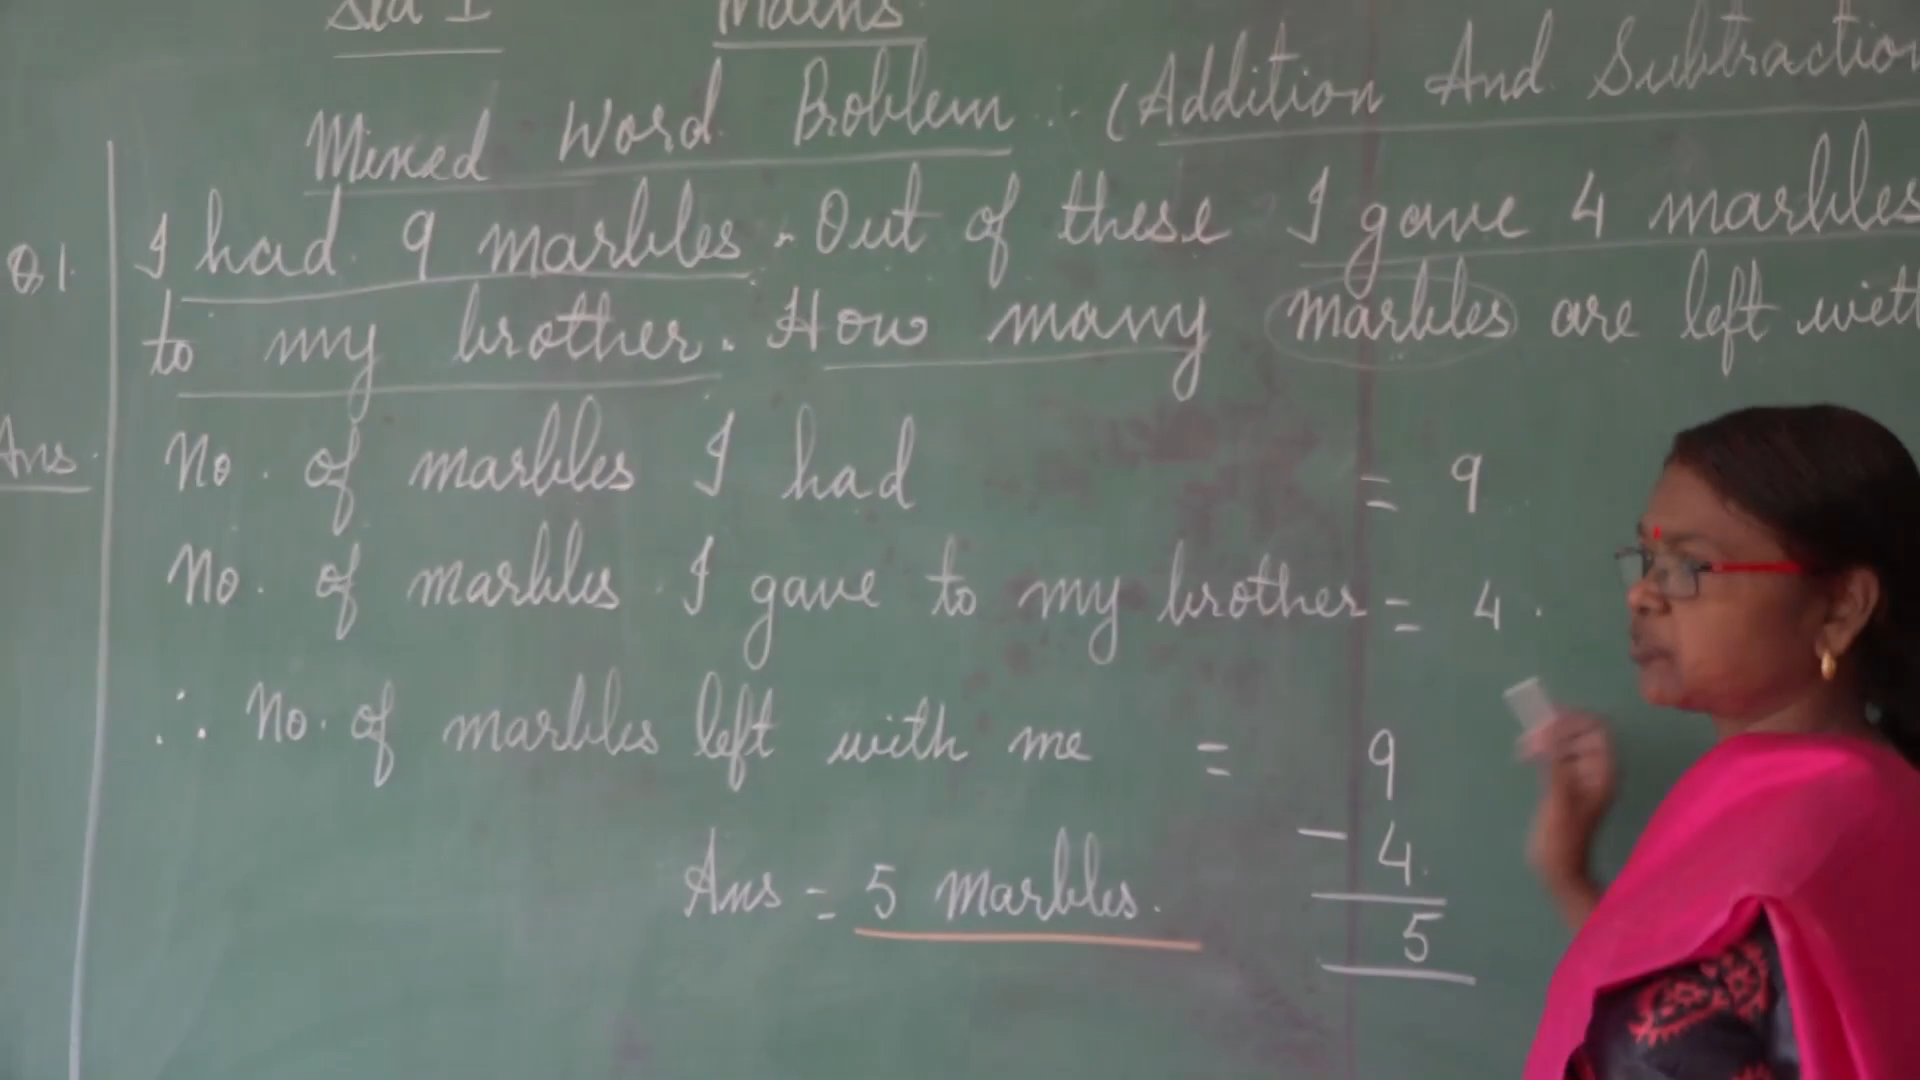 Std I Maths
Mixed Word Problem . . (Addition And Subtraction
Q1. I had 9 marbles. Out of these I gave 4 marbles
to my brother. How many marbles are left with
Ans. No. of marbles I had = 9
No. of marbles I gave to my brother = 4.
∴ No. of marbles left with me = 9
- 4
Ans = 5 Marbles.
5